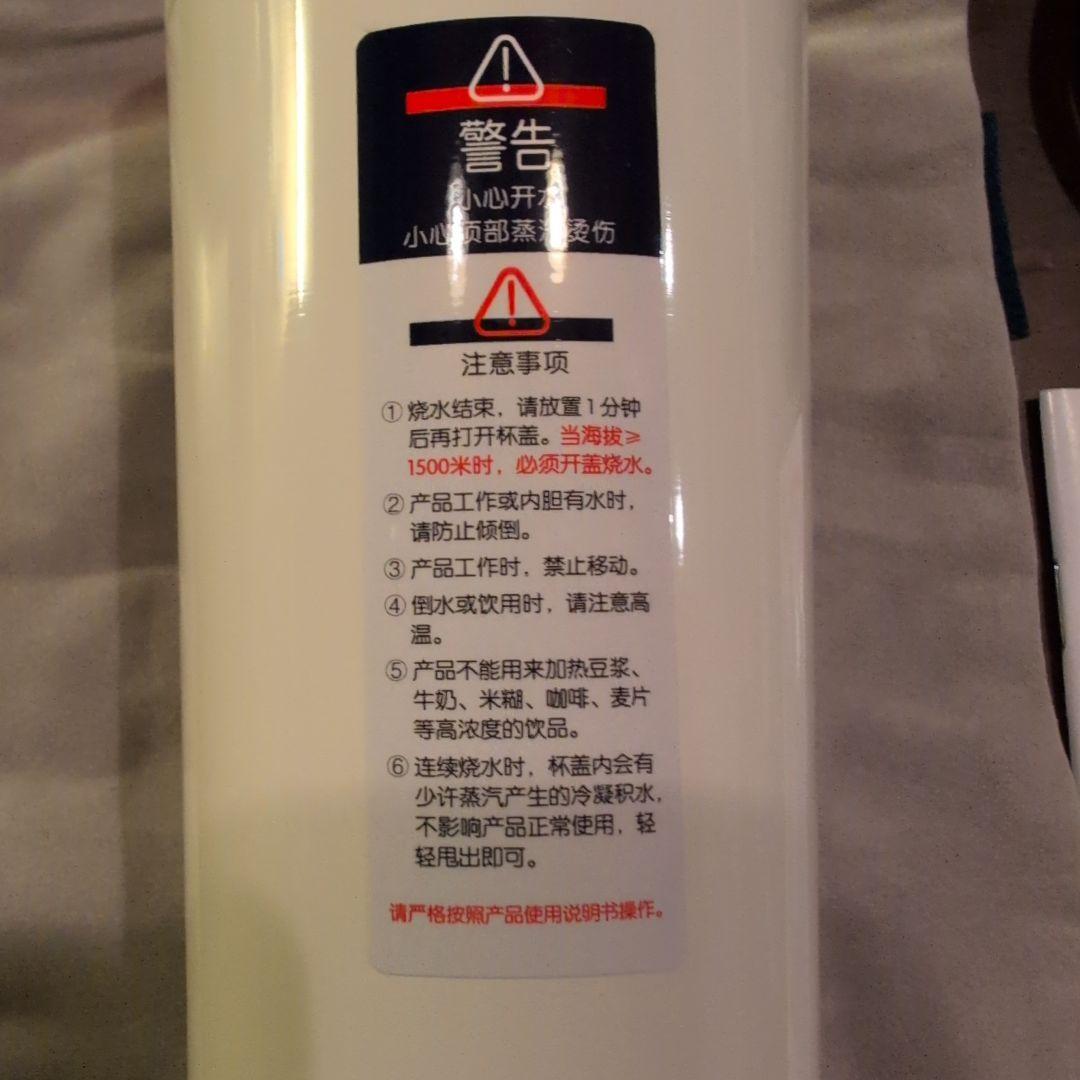 警告
小心开水
小心顶部蒸汽烫伤
注意事项
①烧水结束，请放置1分钟
后再打开杯盖。当海拔≥
1500米时，必须开盖烧水。
②产品工作或内胆有水时，
请防止倾倒。
③产品工作时，禁止移动。
④倒水或饮用时，请注意高
温。
⑤产品不能用来加热豆浆、
牛奶、米糊、咖啡、麦片
等高浓度的饮品。
⑥连续烧水时，杯盖内会有
少许蒸汽产生的冷凝积水，
不影响产品正常使用，轻
轻甩出即可。
请严格按照产品使用说明书操作。